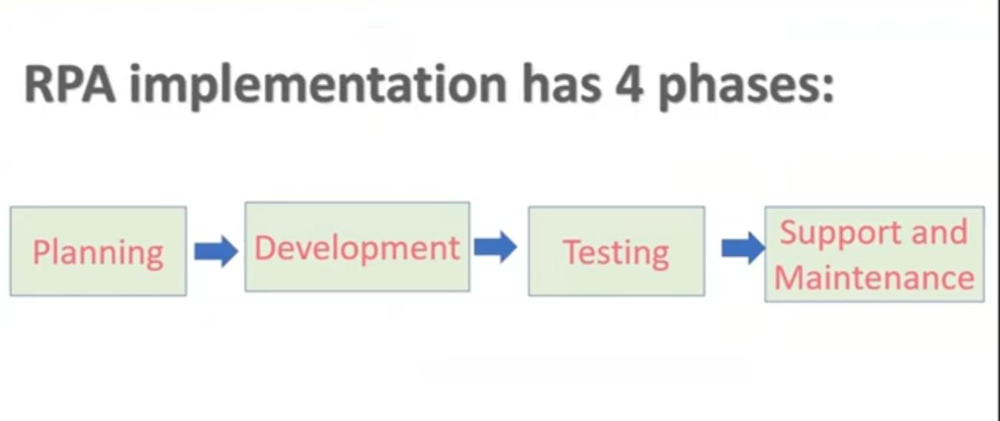 RPA implementation has 4 phases:
Planning
Development
Testing
Support and
Maintenance